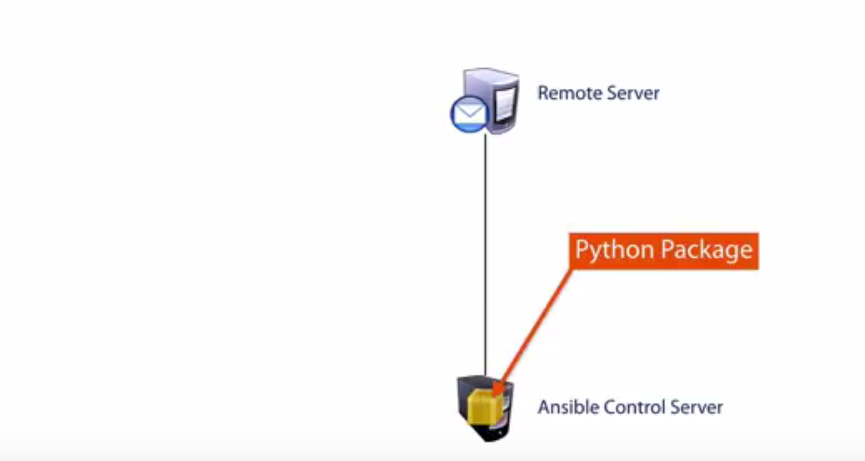 Remote Server
Python Package
Ansible Control Server